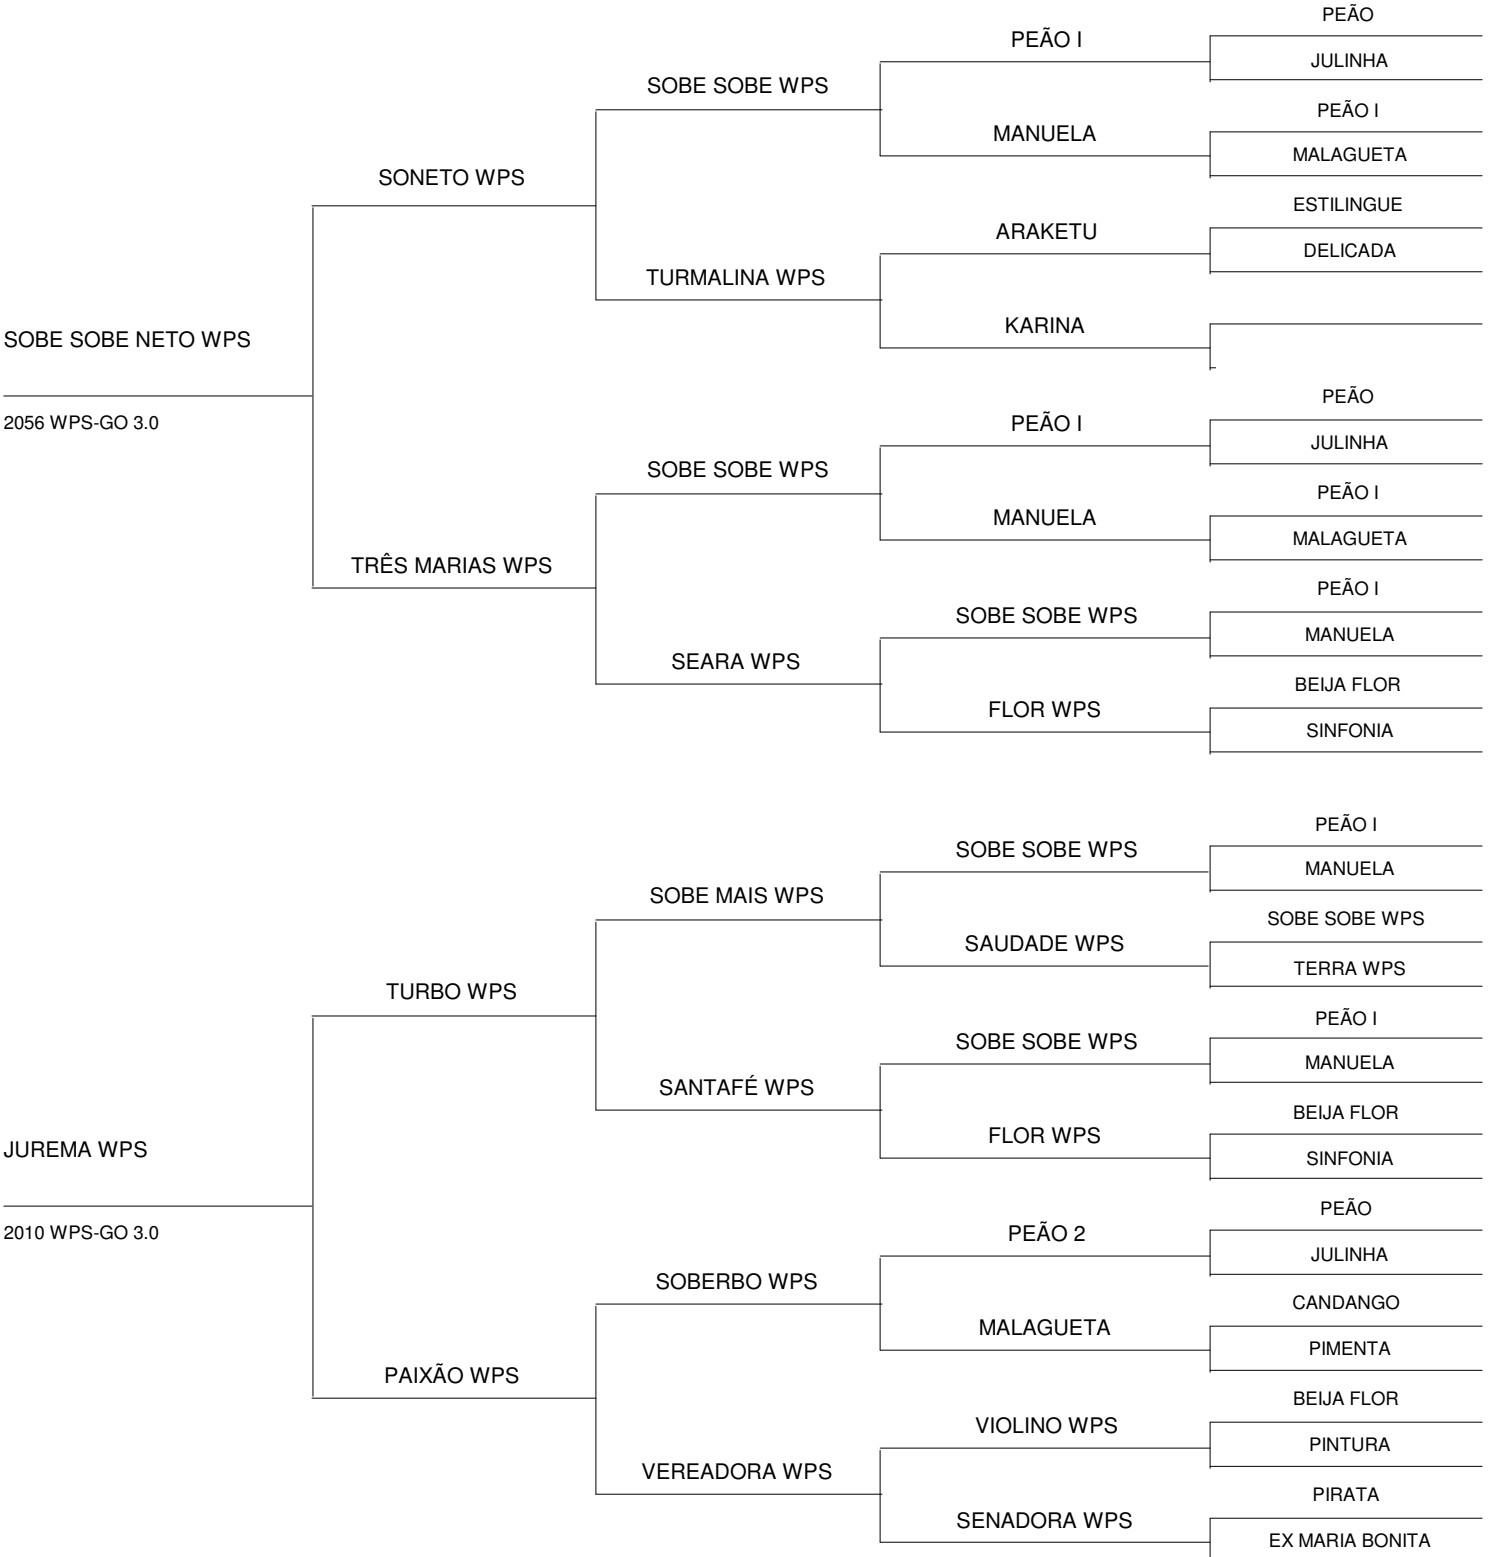 PEÃO
PEÃO I
JULINHA
SOBE SOBE WPS
PEÃO I
MANUELA
MALAGUETA
SONETO WPS
ESTILINGUE
ARAKETU
DELICADA
TURMALINA WPS
KARINA
SOBE SOBE NETO WPS
2056 WPS-GO 3.0
PEÃO
PEÃO I
JULINHA
SOBE SOBE WPS
PEÃO I
MANUELA
MALAGUETA
TRÊS MARIAS WPS
PEÃO I
SOBE SOBE WPS
MANUELA
SEARA WPS
BEIJA FLOR
FLOR WPS
SINFONIA
PEÃO I
SOBE SOBE WPS
MANUELA
SOBE MAIS WPS
SOBE SOBE WPS
SAUDADE WPS
TERRA WPS
TURBO WPS
PEÃO I
SOBE SOBE WPS
MANUELA
SANTAFÉ WPS
BEIJA FLOR
FLOR WPS
SINFONIA
JUREMA WPS
2010 WPS-GO 3.0
PEÃO
PEÃO 2
JULINHA
SOBERBO WPS
CANDANGO
MALAGUETA
PIMENTA
PAIXÃO WPS
BEIJA FLOR
VIOLINO WPS
PINTURA
VEREADORA WPS
PIRATA
SENADORA WPS
EX MARIA BONITA